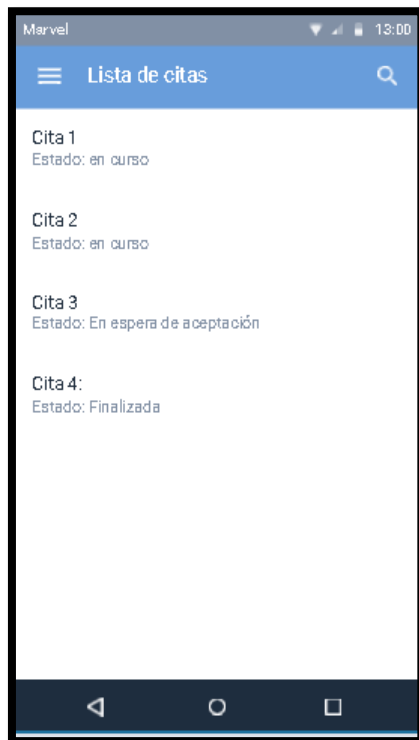 Marvel 13:00
Lista de citas
Cita 1
Estado: en curso
Cita 2
Estado: en curso
Cita 3
Estado: En espera de aceptación
Cita 4:
Estado: Finalizada